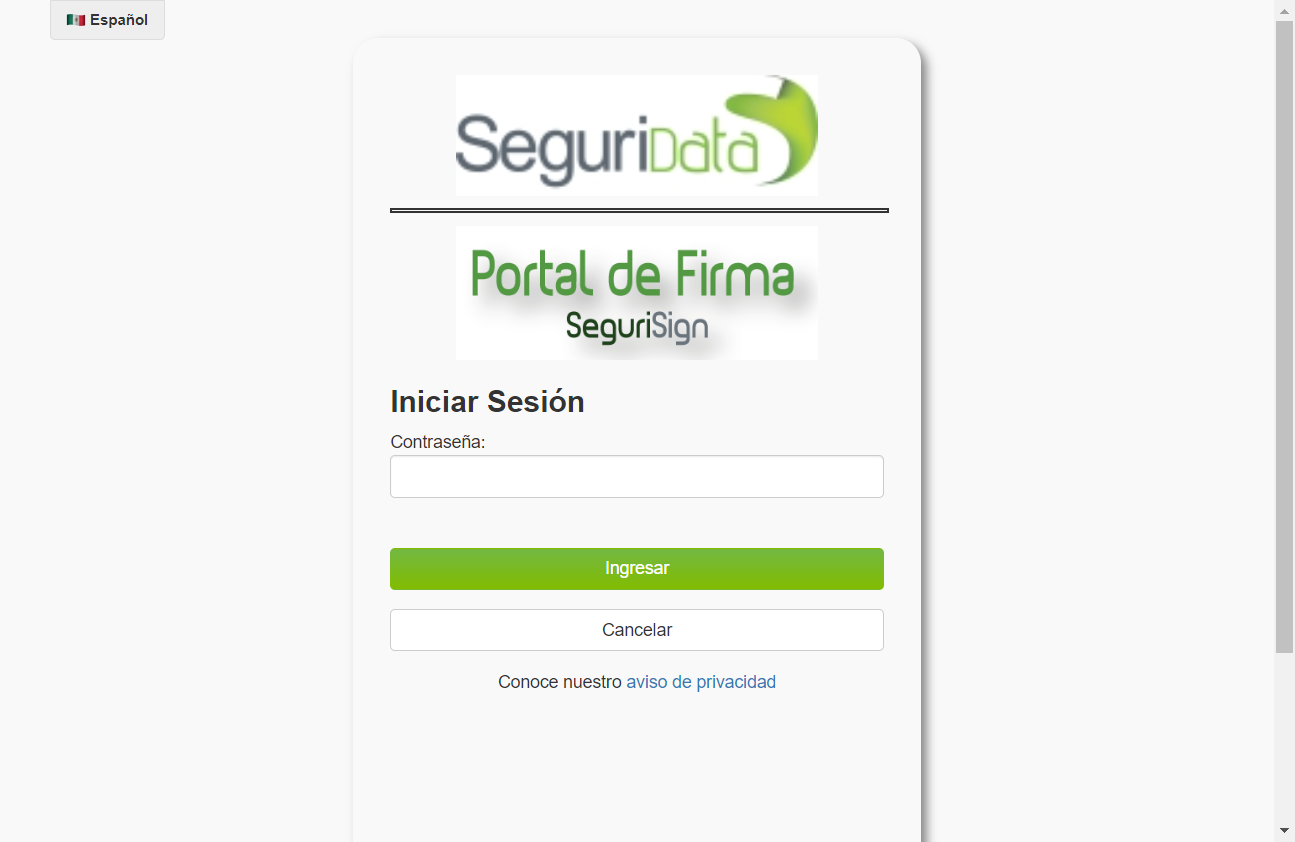 Español
SeguriData
Portal de Firma
SeguriSign
Iniciar Sesión
Contraseña:
Ingresar
Cancelar
Conoce nuestro aviso de privacidad